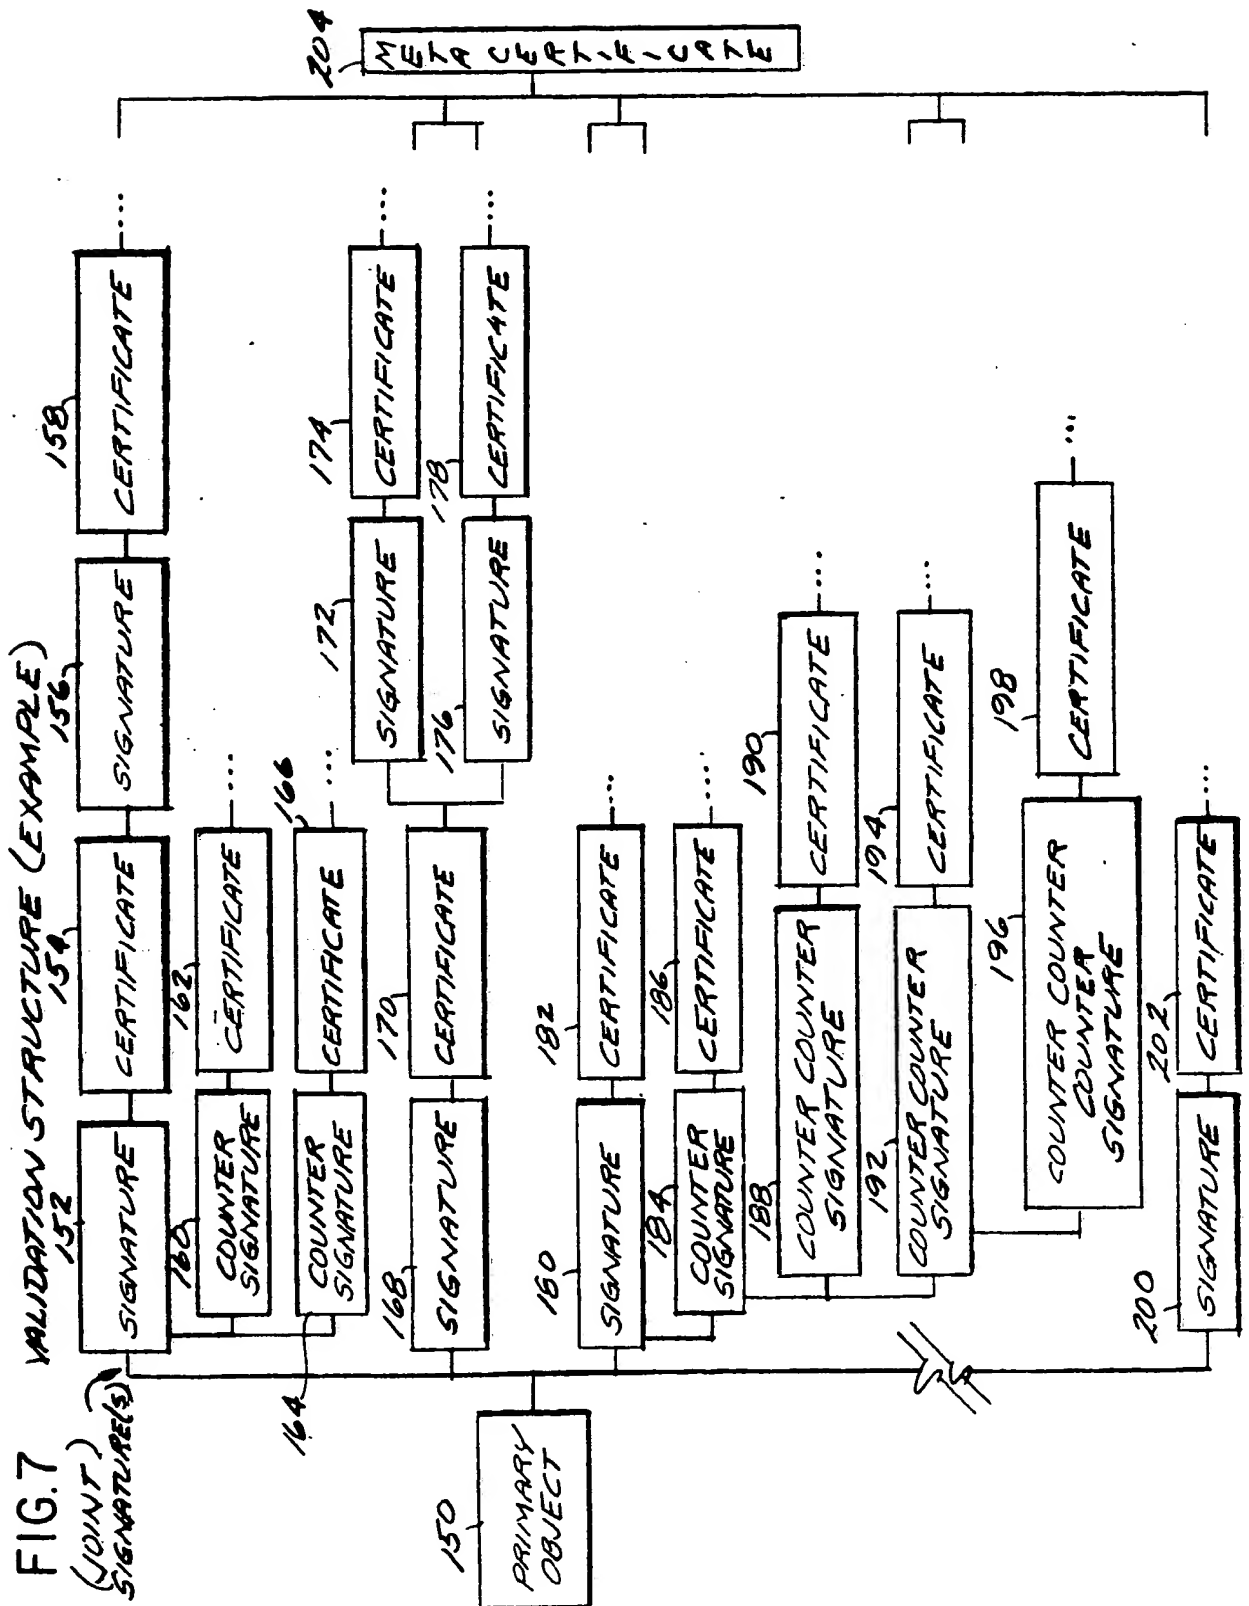 FIG.7
VALIDATION STRUCTURE (EXAMPLE)
(JOINT)
SIGNATURE(S)
150
PRIMARY
OBJECT
152
SIGNATURE
154
CERTIFICATE
156
SIGNATURE
158
CERTIFICATE
....
160
COUNTER
SIGNATURE
162
CERTIFICATE
....
164
COUNTER
SIGNATURE
166
CERTIFICATE
...
168
SIGNATURE
170
CERTIFICATE
172
SIGNATURE
174
CERTIFICATE
....
176
SIGNATURE
178
CERTIFICATE
....
180
SIGNATURE
182
CERTIFICATE
....
184
COUNTER
SIGNATURE
186
CERTIFICATE
....
188
COUNTER COUNTER
SIGNATURE
190
CERTIFICATE
....
192
COUNTER COUNTER
SIGNATURE
194
CERTIFICATE
....
196
COUNTER COUNTER
COUNTER
SIGNATURE
198
CERTIFICATE
...
200
SIGNATURE
202
CERTIFICATE
....
204
META CERTIFICATE